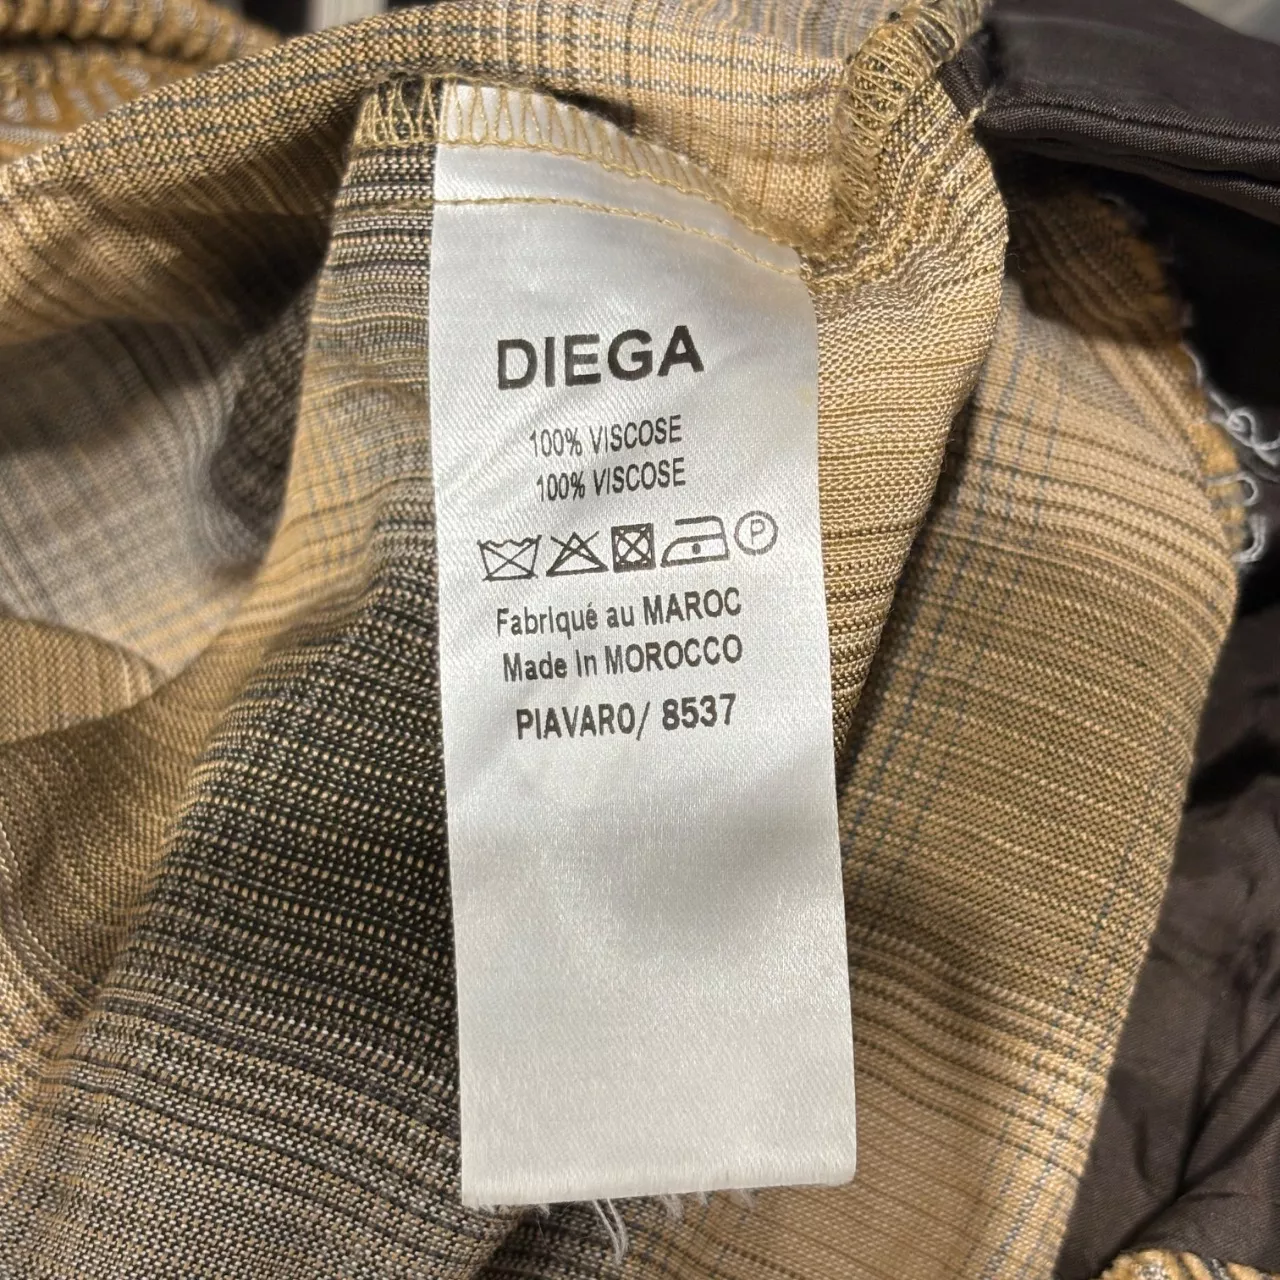 DIEGA
100% VISCOSE
100% VISCOSE
P
Fabriqué au MAROC
Made In MOROCCO
PIAVARO/ 8537